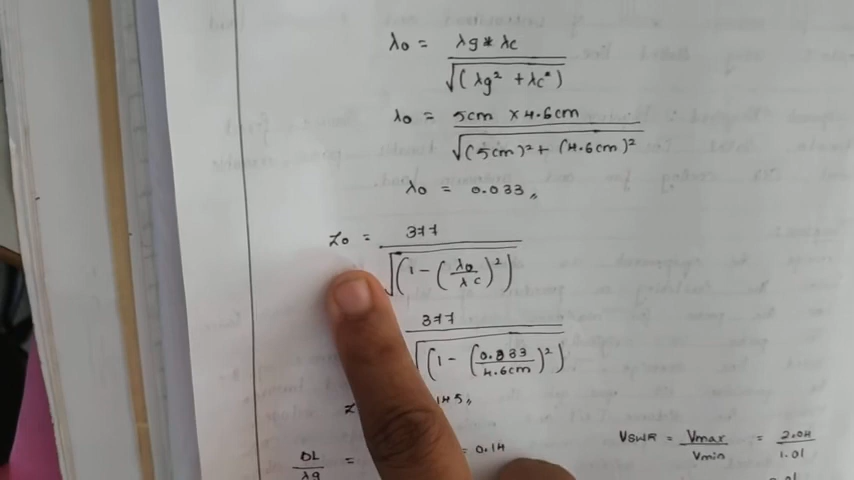 λo = λg * λc / √(λg² + λc²)
λo = 5cm × 4.6cm / √((5cm)² + (4.6cm)²)
λo = 0.033,,
Zo = 377 / √(1 - (λo/λc)²)
377 / √(1 - (0.033/4.6cm)²)
ΔL/λg = = 0.14
VSWR = Vmax/Vmin = 2.04/1.01